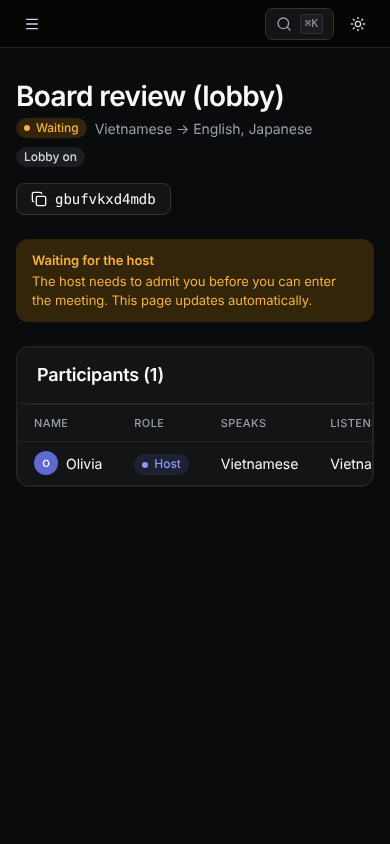 ⌘K
Board review (lobby)
Waiting
Vietnamese → English, Japanese
Lobby on
gbufvkxd4mdb
Waiting for the host
The host needs to admit you before you can enter
the meeting. This page updates automatically.
Participants (1)
NAME ROLE SPEAKS LISTEN
O Olivia Host Vietnamese Vietna